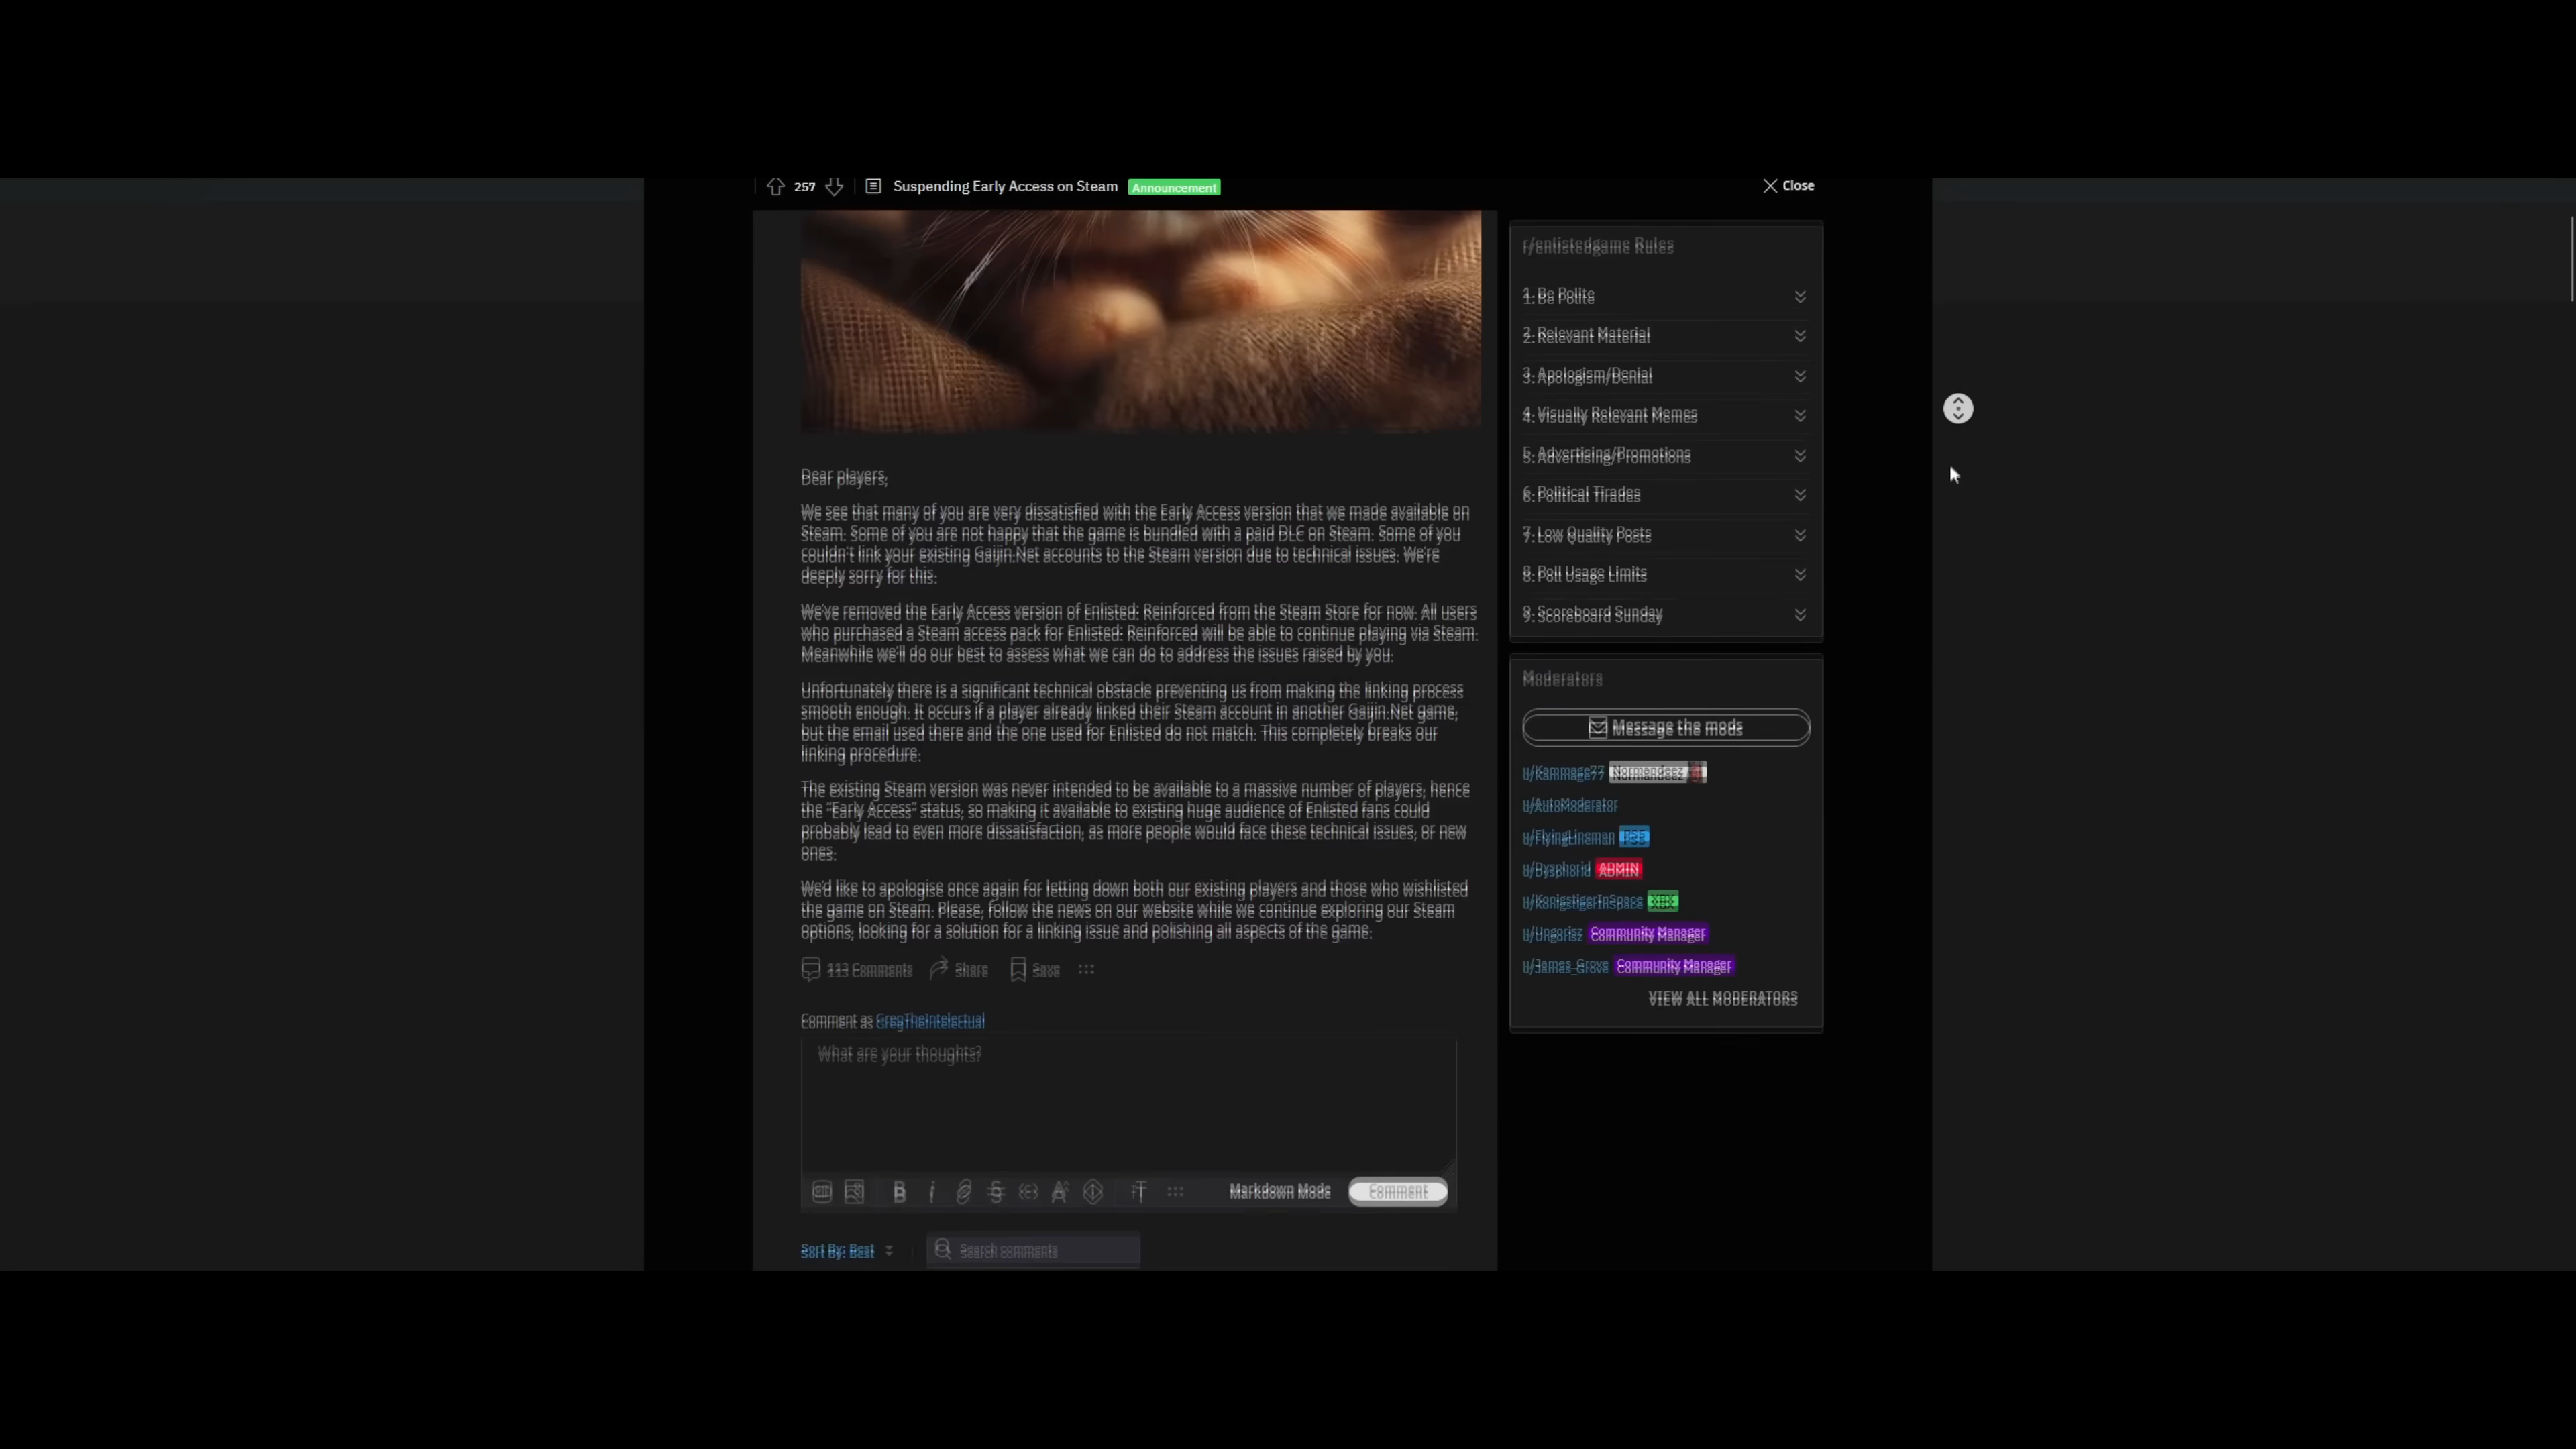 257
Suspending Early Access on Steam
Announcement
Close
Dear players,
We see that many of you are very dissatisfied with the Early Access version that we made available on
Steam. Some of you are not happy that the game is bundled with a paid DLC on Steam. Some of you
couldn't link your existing Gaijin.Net accounts to the Steam version due to technical issues. We're
deeply sorry for this.
We've removed the Early Access version of Enlisted: Reinforced from the Steam Store for now. All users
who purchased a Steam access pack for Enlisted: Reinforced will be able to continue playing via Steam.
Meanwhile we'll do our best to assess what we can do to address the issues raised by you.
Unfortunately there is a significant technical obstacle preventing us from making the linking process
smooth enough. It occurs if a player already linked their Steam account in another Gaijin.Net game,
but the email used there and the one used for Enlisted do not match. This completely breaks our
linking procedure.
The existing Steam version was never intended to be available to a massive number of players, hence
the "Early Access" status, so making it available to existing huge audience of Enlisted fans could
probably lead to even more dissatisfaction, as more people would face these technical issues, or new
ones.
We'd like to apologise once again for letting down both our existing players and those who wishlisted
the game on Steam. Please, follow the news on our website while we continue exploring our Steam
options, looking for a solution for a linking issue and polishing all aspects of the game.
113 Comments
Share
Save
Comment as GregTheIntelectual
What are your thoughts?
GIF
B
i
S
A
T
Markdown Mode
Comment
Sort By: Best
Search comments
r/enlistedgame Rules
1. Be Polite
2. Relevant Material
3. Apologism/Denial
4. Visually Relevant Memes
5. Advertising/Promotions
6. Political Tirades
7. Low Quality Posts
8. Poll Usage Limits
9. Scoreboard Sunday
Moderators
Message the mods
u/Kammage77 Normandeez
u/AutoModerator
u/FlyingLineman
u/Dysphorid ADMIN
u/KonigstigerInSpace XBX
u/Ungorisz Community Manager
u/James_Grove Community Manager
VIEW ALL MODERATORS